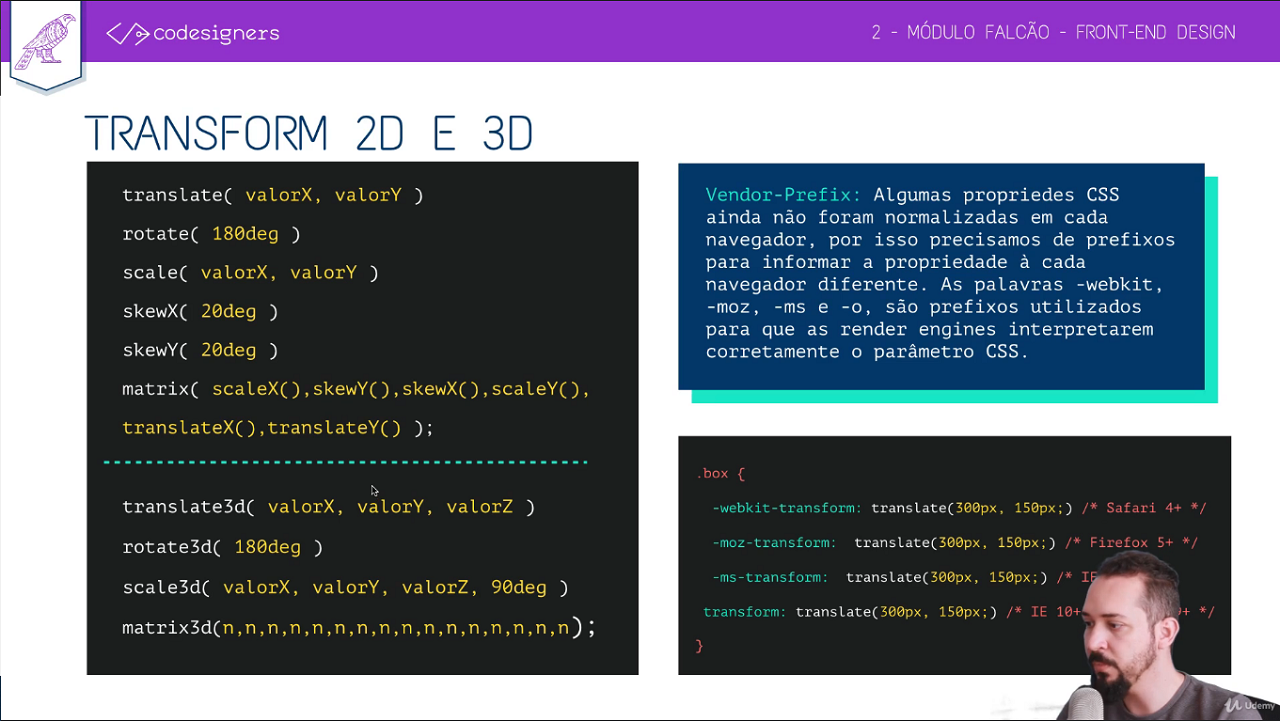 codesigners
2 - MÓDULO FALCÃO - FRONT-END DESIGN
TRANSFORM 2D E 3D
translate( valorX, valorY )
rotate( 180deg )
scale( valorX, valorY )
skewX( 20deg )
skewY( 20deg )
matrix( scaleX(),skewY(),skewX(),scaleY(),
translateX(),translateY() );
translate3d( valorX, valorY, valorZ )
rotate3d( 180deg )
scale3d( valorX, valorY, valorZ, 90deg )
matrix3d(n,n,n,n,n,n,n,n,n,n,n,n,n,n,n,n);
Vendor-Prefix: Algumas propriedes CSS
ainda não foram normalizadas em cada
navegador, por isso precisamos de prefixos
para informar a propriedade à cada
navegador diferente. As palavras -webkit,
-moz, -ms e -o, são prefixos utilizados
para que as render engines interpretarem
corretamente o parâmetro CSS.
.box {
-webkit-transform: translate(300px, 150px;) /* Safari 4+ */
-moz-transform: translate(300px, 150px;) /* Firefox 5+ */
-ms-transform: translate(300px, 150px;) /*
transform: translate(300px, 150px;) /* IE 10+ */
}
Udemy